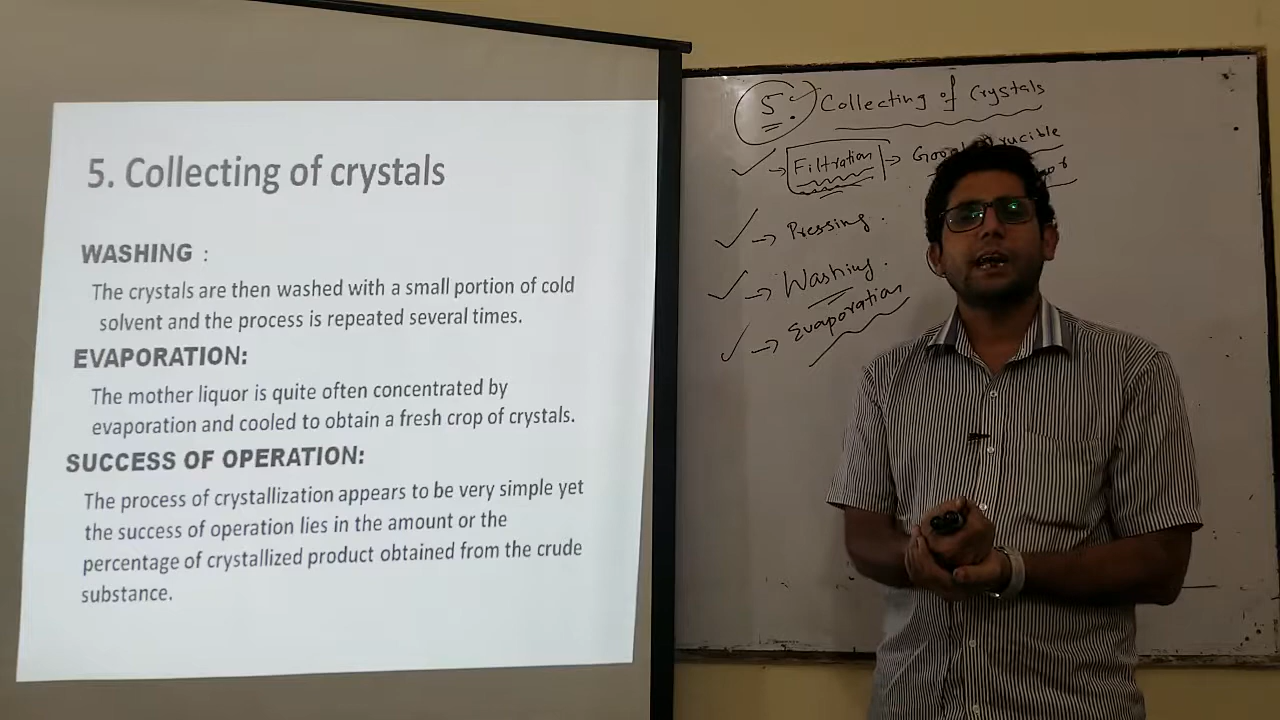 5. Collecting of crystals
WASHING :
The crystals are then washed with a small portion of cold
solvent and the process is repeated several times.
EVAPORATION:
The mother liquor is quite often concentrated by
evaporation and cooled to obtain a fresh crop of crystals.
SUCCESS OF OPERATION:
The process of crystallization appears to be very simple yet
the success of operation lies in the amount or the
percentage of crystallized product obtained from the crude
substance.
5. Collecting of Crystals
✓ → Filtration →
✓ → Pressing.
✓ → Washing.
✓ → Evaporation